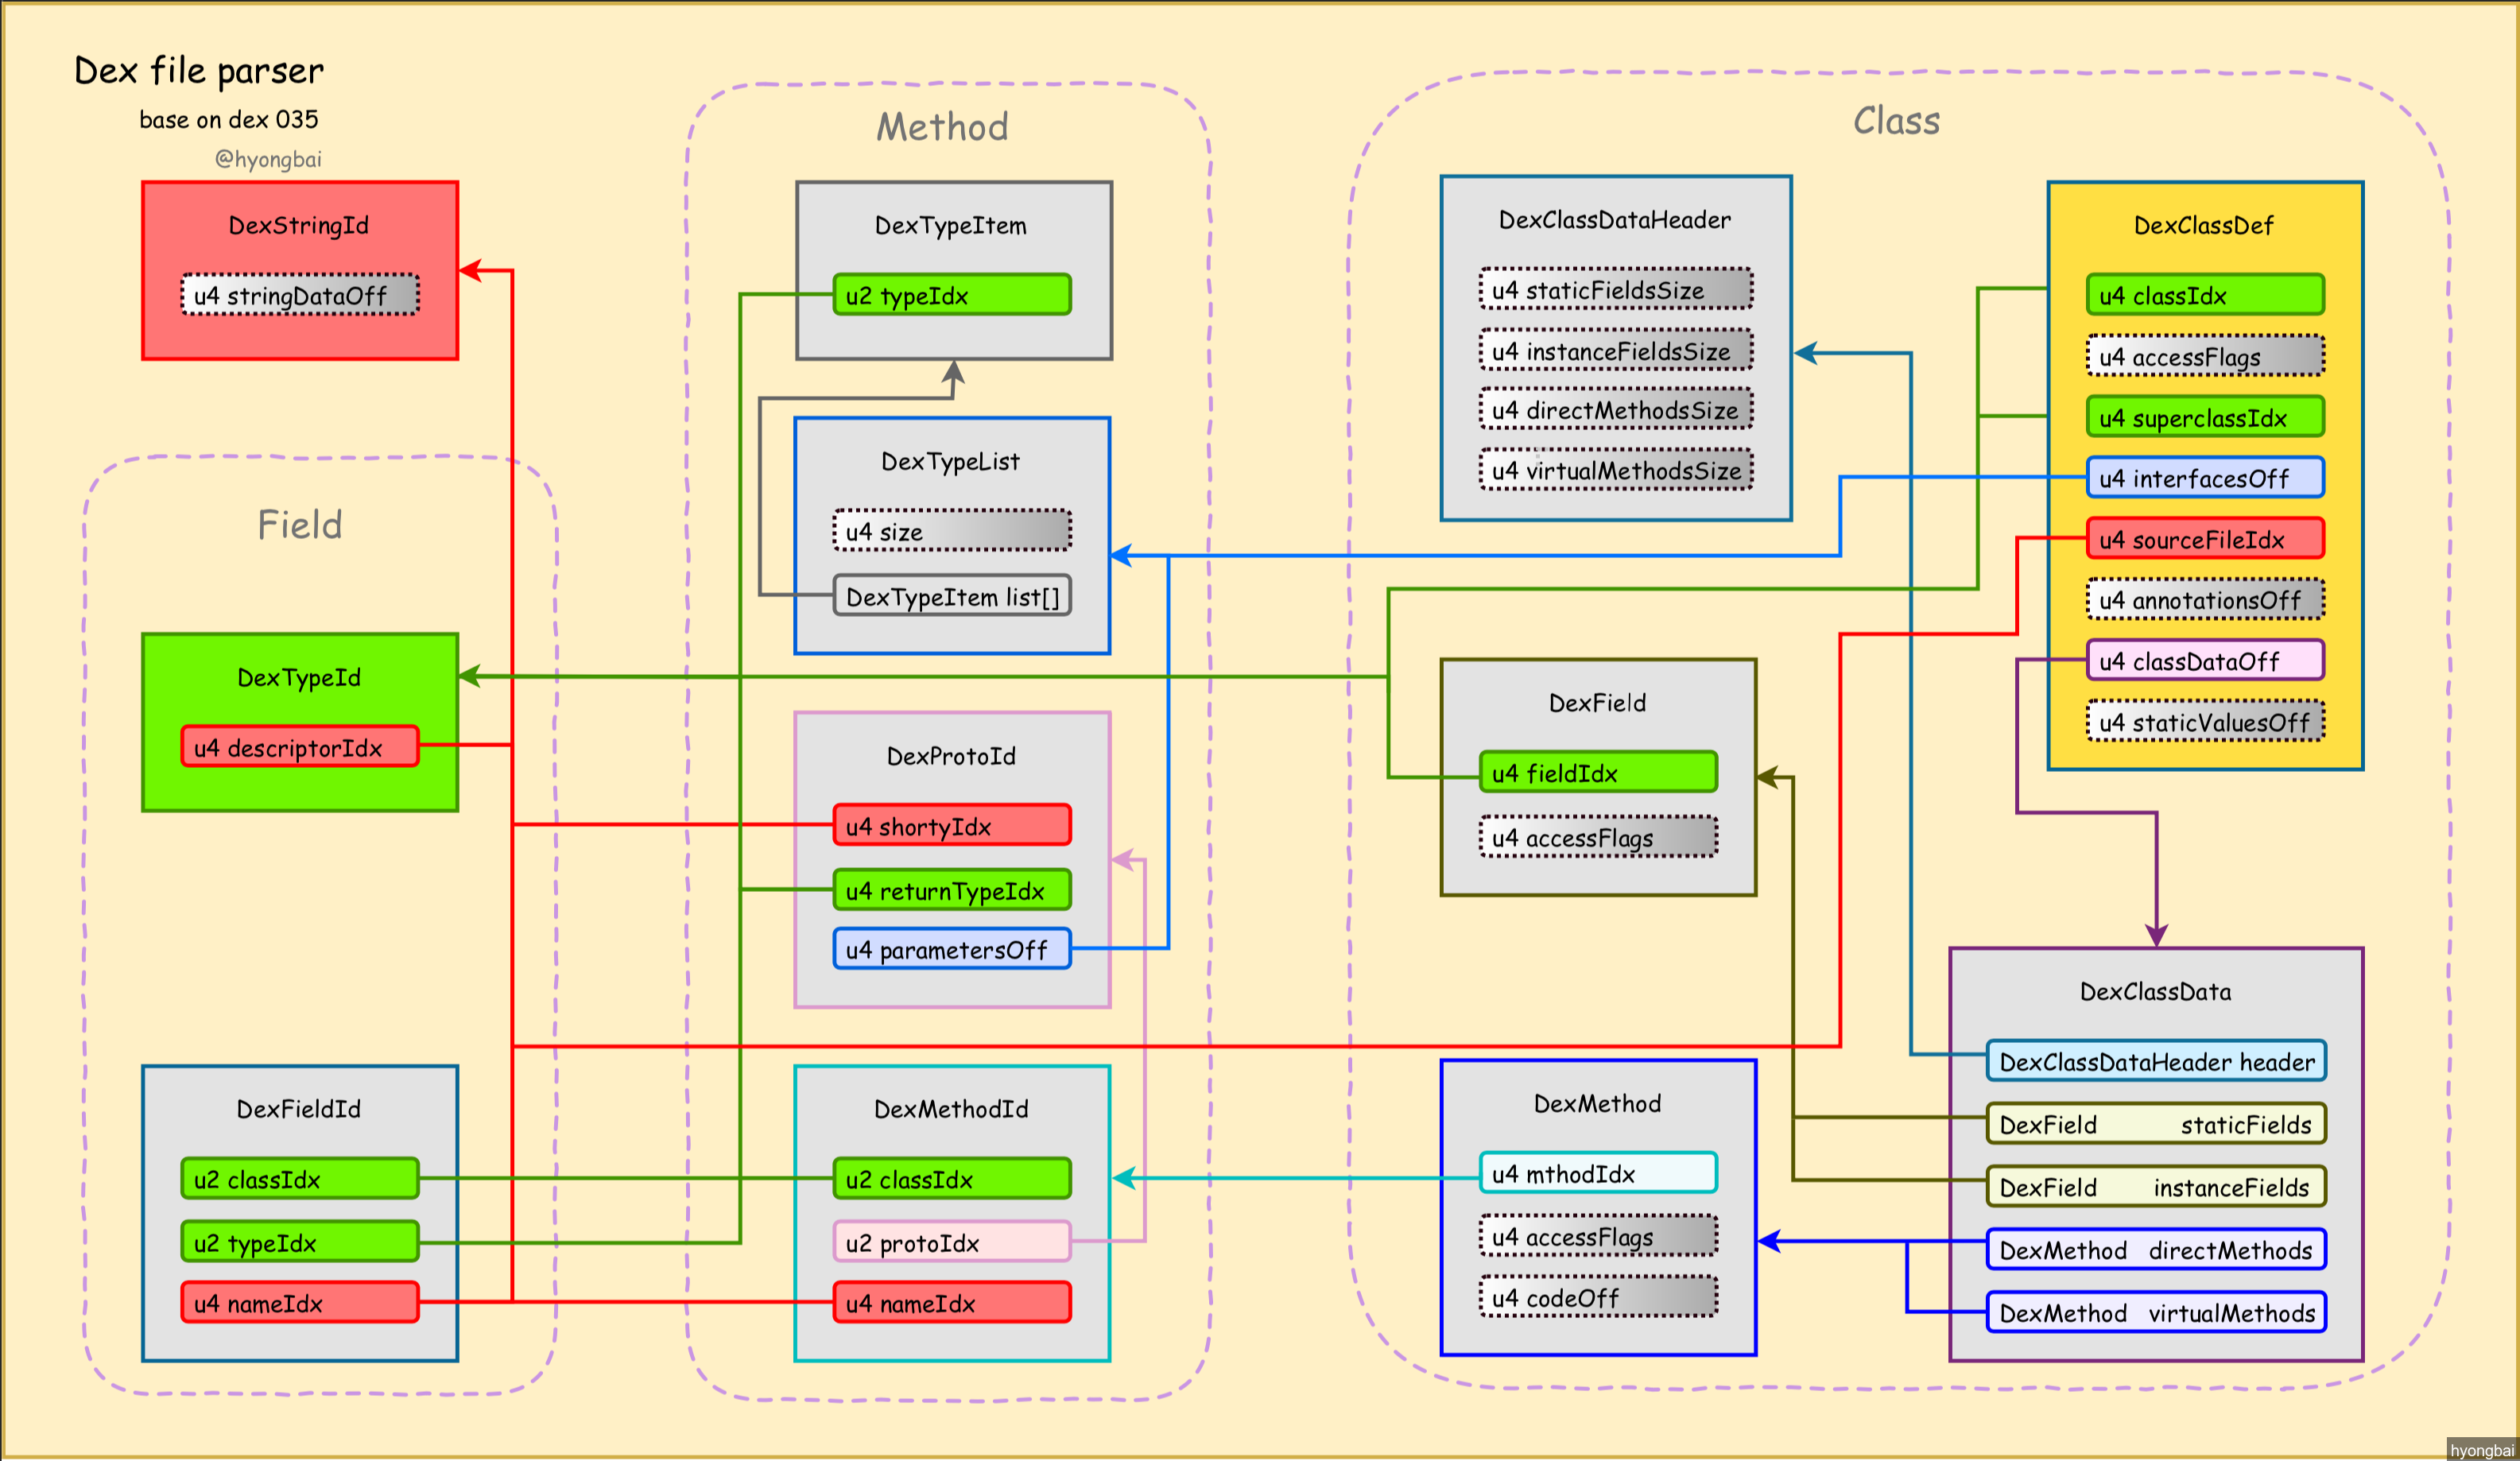 Dex file parser
base on dex 035
@hyongbai
DexStringId
u4 stringDataOff
Field
DexTypeId
u4 descriptorIdx
DexFieldId
u2 classIdx
u2 typeIdx
u4 nameIdx
Method
DexTypeItem
u2 typeIdx
DexTypeList
u4 size
DexTypeItem list[]
DexProtoId
u4 shortyIdx
u4 returnTypeIdx
u4 parametersOff
DexMethodId
u2 classIdx
u2 protoIdx
u4 nameIdx
Class
DexClassDataHeader
u4 staticFieldsSize
u4 instanceFieldsSize
u4 directMethodsSize
u4 virtualMethodsSize
DexField
u4 fieldIdx
u4 accessFlags
DexMethod
u4 mthodIdx
u4 accessFlags
u4 codeOff
DexClassDef
u4 classIdx
u4 accessFlags
u4 superclassIdx
u4 interfacesOff
u4 sourceFileIdx
u4 annotationsOff
u4 classDataOff
u4 staticValuesOff
DexClassData
DexClassDataHeader header
DexField staticFields
DexField instanceFields
DexMethod directMethods
DexMethod virtualMethods
hyongbai